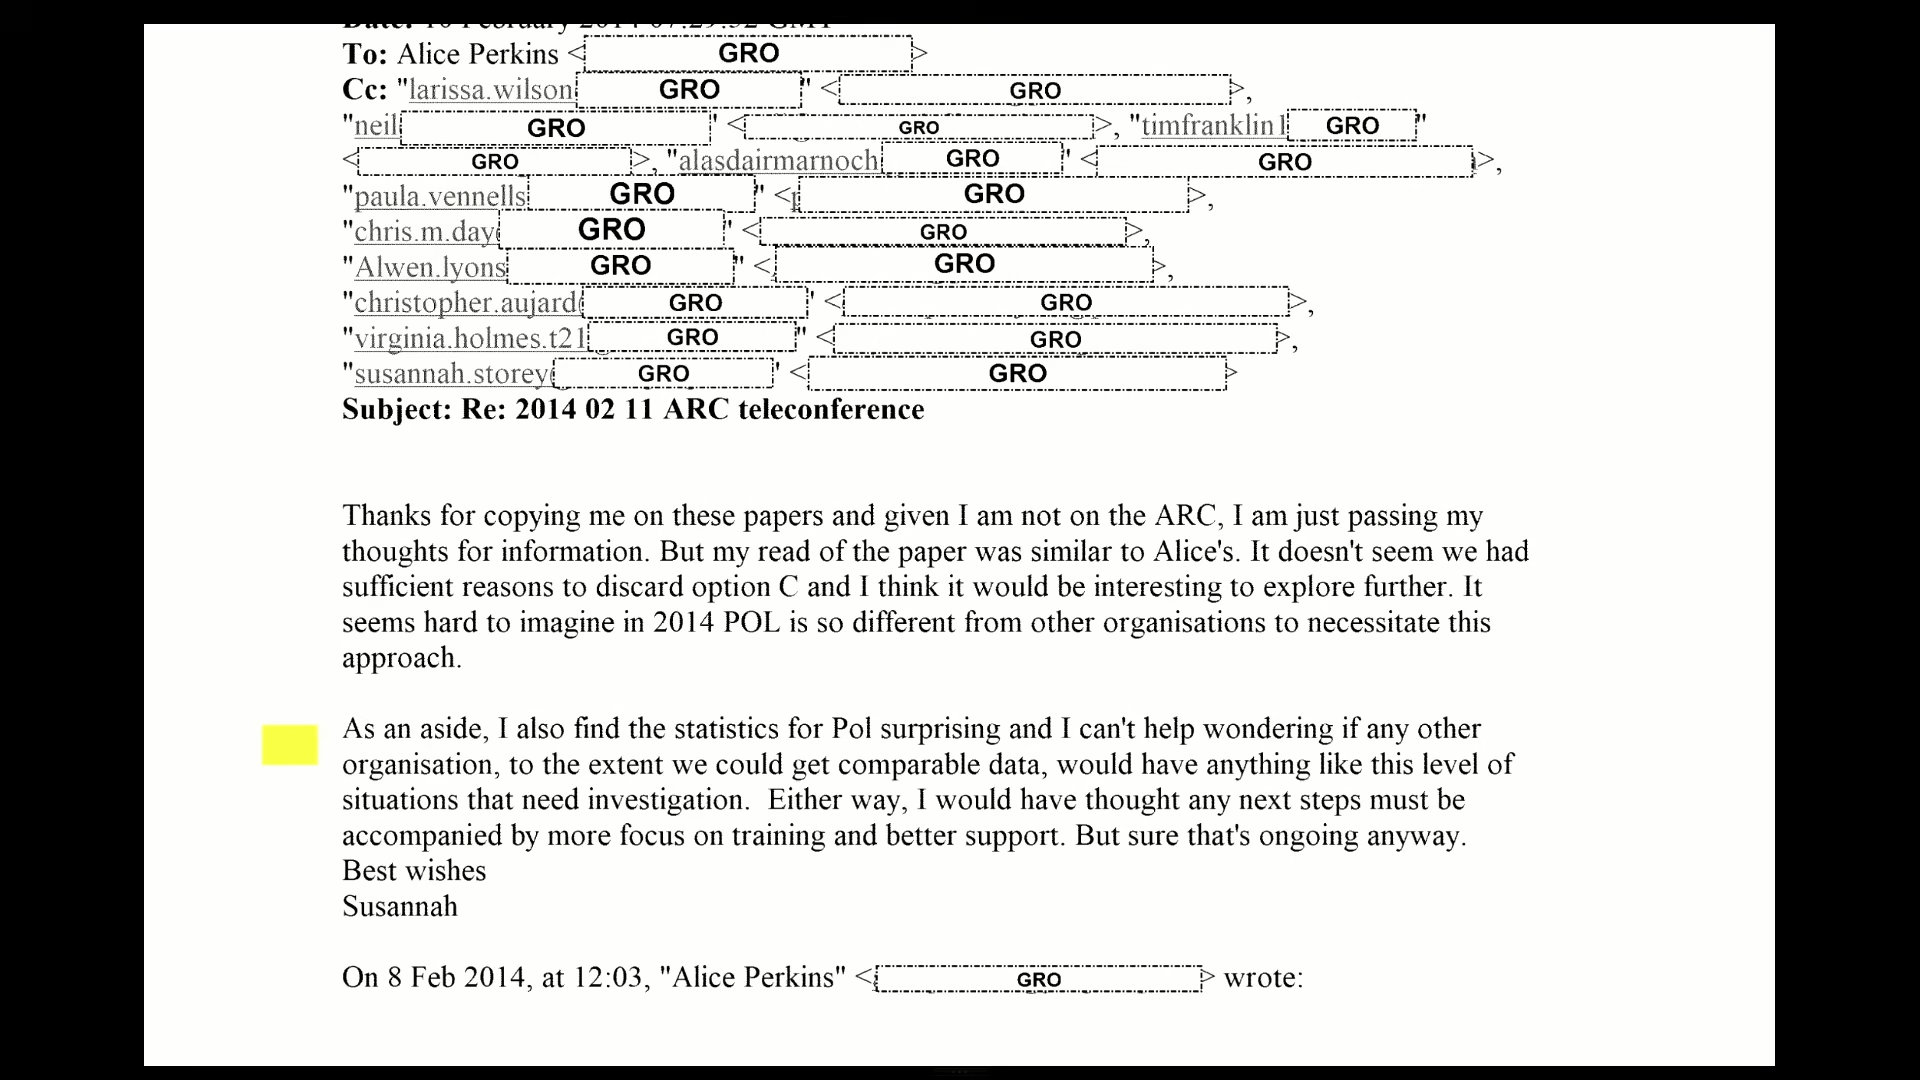 Date: 10 February 2014 07:29:52 GMT
To: Alice Perkins < GRO >
Cc: "larissa.wilson GRO " < GRO >,
"neil GRO ' < GRO >, "timfranklin1 GRO "
< GRO >, "alasdairmarnoch GRO ' < GRO >,
"paula.vennells GRO " <p GRO >,
"chris.m.day GRO " < GRO >,
"Alwen.lyons GRO " < GRO >,
"christopher.aujard GRO ' < GRO >,
"virginia.holmes.t21 GRO " < GRO >,
"susannah.storey GRO ' < GRO >
Subject: Re: 2014 02 11 ARC teleconference
Thanks for copying me on these papers and given I am not on the ARC, I am just passing my
thoughts for information. But my read of the paper was similar to Alice's. It doesn't seem we had
sufficient reasons to discard option C and I think it would be interesting to explore further. It
seems hard to imagine in 2014 POL is so different from other organisations to necessitate this
approach.
As an aside, I also find the statistics for Pol surprising and I can't help wondering if any other
organisation, to the extent we could get comparable data, would have anything like this level of
situations that need investigation.  Either way, I would have thought any next steps must be
accompanied by more focus on training and better support. But sure that's ongoing anyway.
Best wishes
Susannah
On 8 Feb 2014, at 12:03, "Alice Perkins" < GRO > wrote: